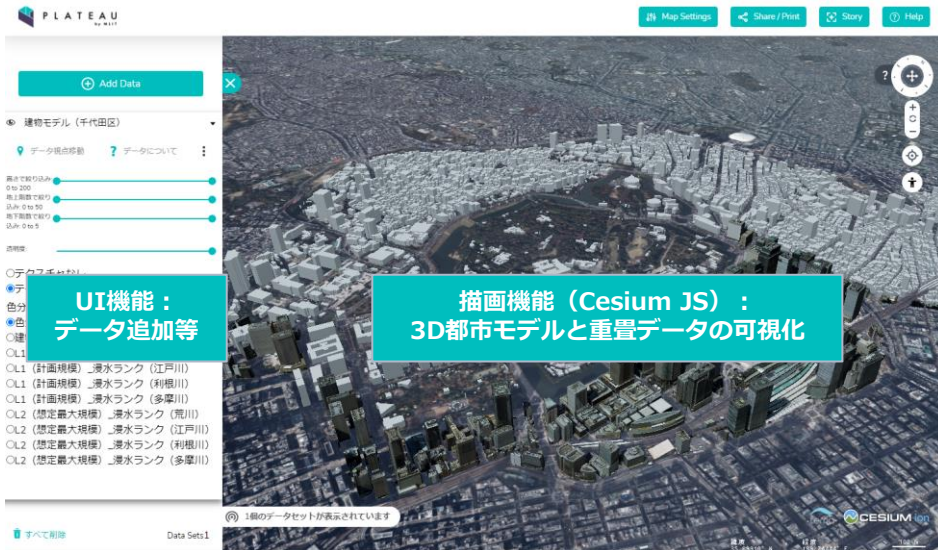 PLATEAU
by MLIT
Map Settings
Share / Print
Story
Help
Add Data
建物モデル（千代田区）
データ視点移動
データについて
高さで絞り込み:
0 to 200
地上階数で絞り
込み: 0 to 50
地下階数で絞り
込み: 0 to 5
透明度:
テクスチャなし
UI機能：
データ追加等
描画機能（Cesium JS）：
3D都市モデルと重畳データの可視化
L1（計画規模）_浸水ランク（江戸川）
L1（計画規模）_浸水ランク（利根川）
L1（計画規模）_浸水ランク（多摩川）
L2（想定最大規模）_浸水ランク（荒川）
L2（想定最大規模）_浸水ランク（江戸川）
L2（想定最大規模）_浸水ランク（利根川）
L2（想定最大規模）_浸水ランク（多摩川）
1個のデータセットが表示されています
すべて削除
Data Sets1
CESIUM ion